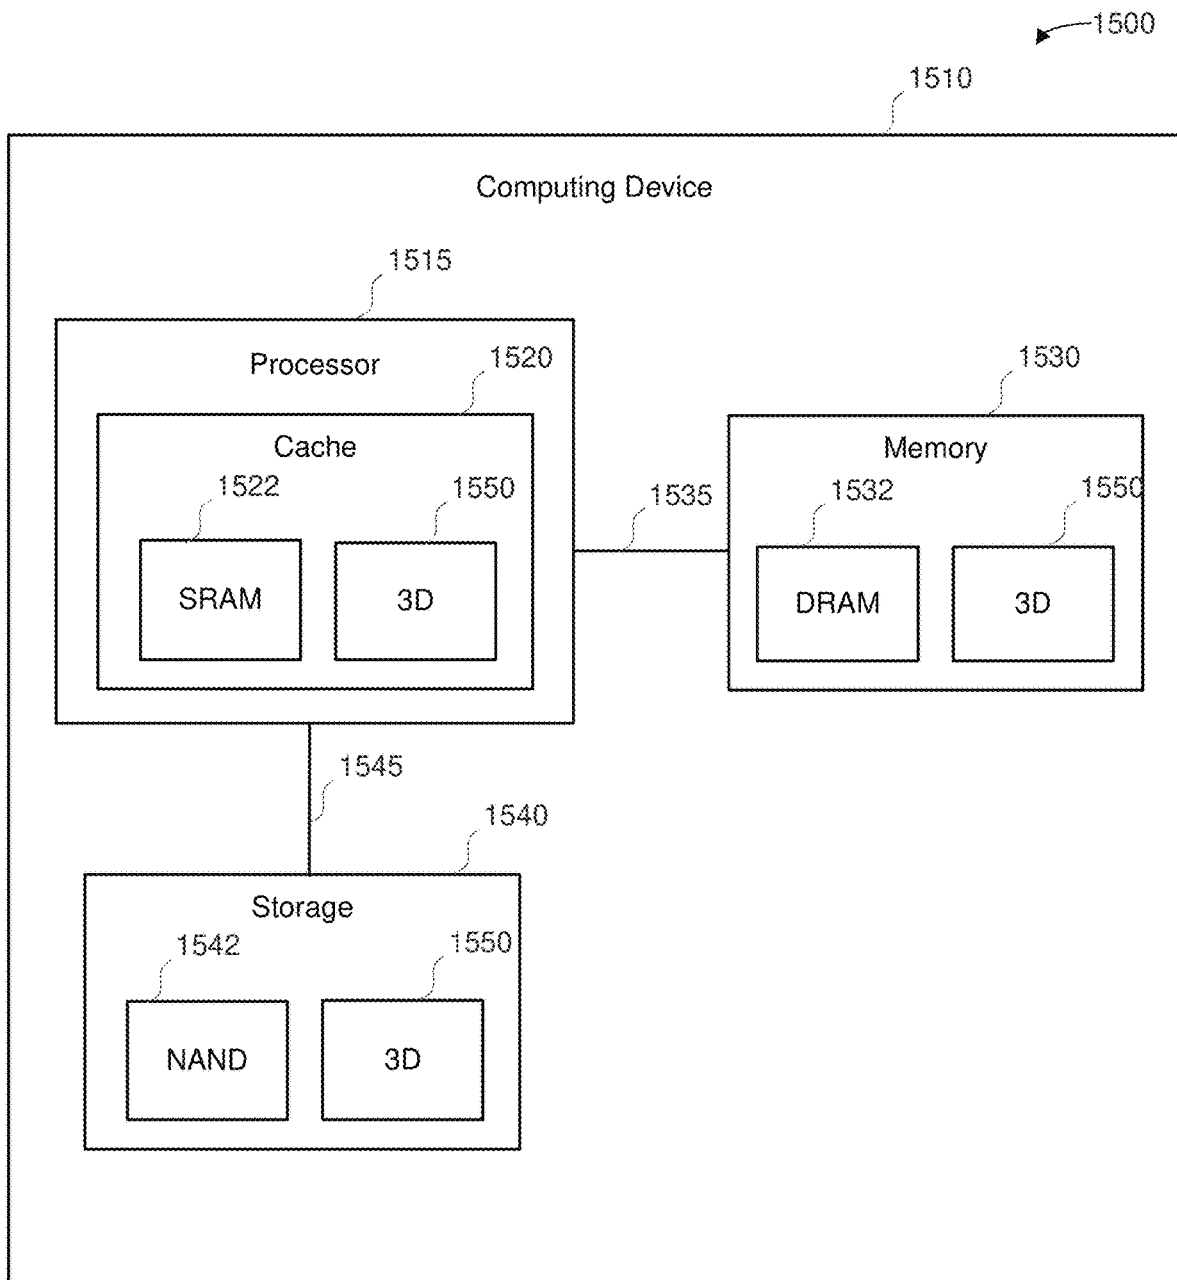 1500
1510
Computing Device
1515
Processor
1520
1530
Cache
Memory
1522
1550
1535
1532
1550
SRAM
3D
DRAM
3D
1545
1540
Storage
1542
1550
NAND
3D